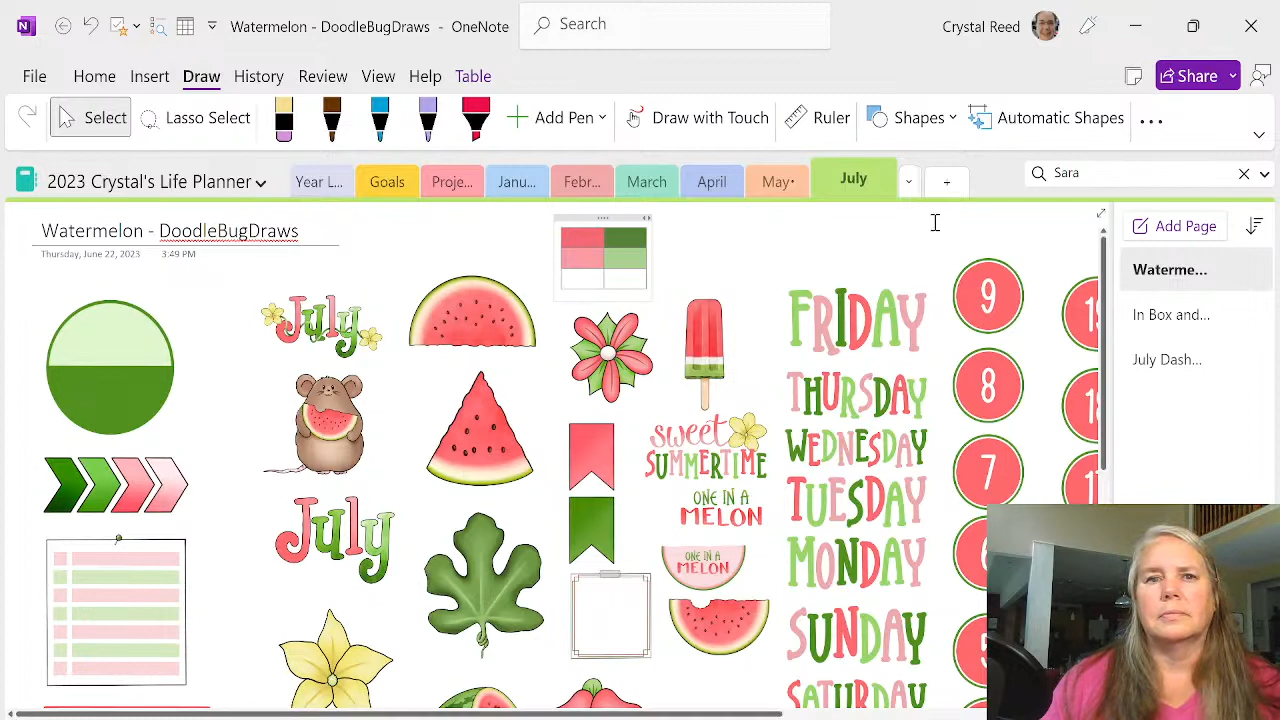 Watermelon - DoodleBugDraws - OneNote
Search
Crystal Reed
File Home Insert Draw History Review View Help Table
Share
Select
Lasso Select
Add Pen
Draw with Touch
Ruler
Shapes
Automatic Shapes
2023 Crystal's Life Planner
Year L...
Goals
Proje...
Janu...
Febr...
March
April
May
July
Sara
Watermelon - DoodleBugDraws
Thursday, June 22, 2023 3:49 PM
Add Page
Waterme...
In Box and...
July Dash...
July
July
sweet
SUMMERTIME
ONE IN A
MELON
ONE IN A
MELON
FRIDAY
THURSDAY
WEDNESDAY
TUESDAY
MONDAY
SUNDAY
SATURDAY
9
8
7